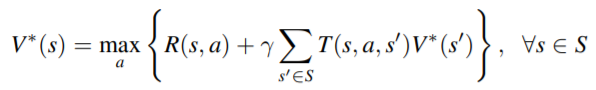 V*(s) = max_a { R(s, a) + γ ∑_{s'∈S} T(s, a, s')V*(s') }, ∀s ∈ S